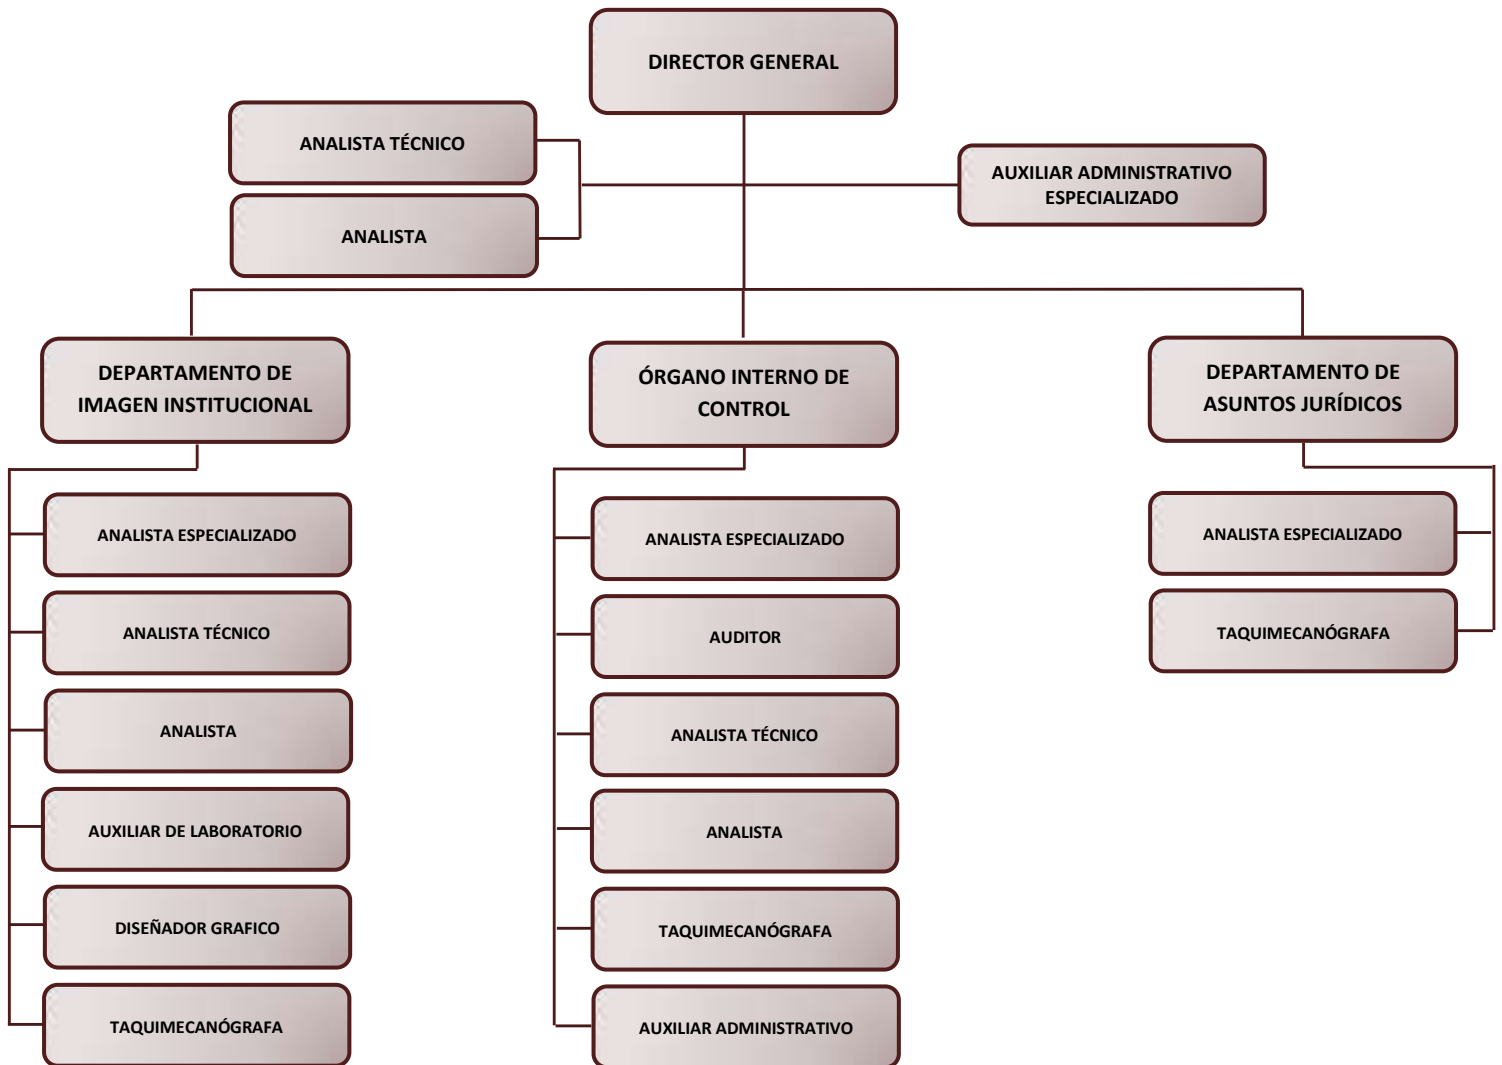 DIRECTOR GENERAL
ANALISTA TÉCNICO
AUXILIAR ADMINISTRATIVO
ESPECIALIZADO
ANALISTA
DEPARTAMENTO DE
IMAGEN INSTITUCIONAL
ÓRGANO INTERNO DE
CONTROL
DEPARTAMENTO DE
ASUNTOS JURÍDICOS
ANALISTA ESPECIALIZADO
ANALISTA TÉCNICO
ANALISTA
AUXILIAR DE LABORATORIO
DISEÑADOR GRAFICO
TAQUIMECANÓGRAFA
ANALISTA ESPECIALIZADO
AUDITOR
ANALISTA TÉCNICO
ANALISTA
TAQUIMECANÓGRAFA
AUXILIAR ADMINISTRATIVO
ANALISTA ESPECIALIZADO
TAQUIMECANÓGRAFA